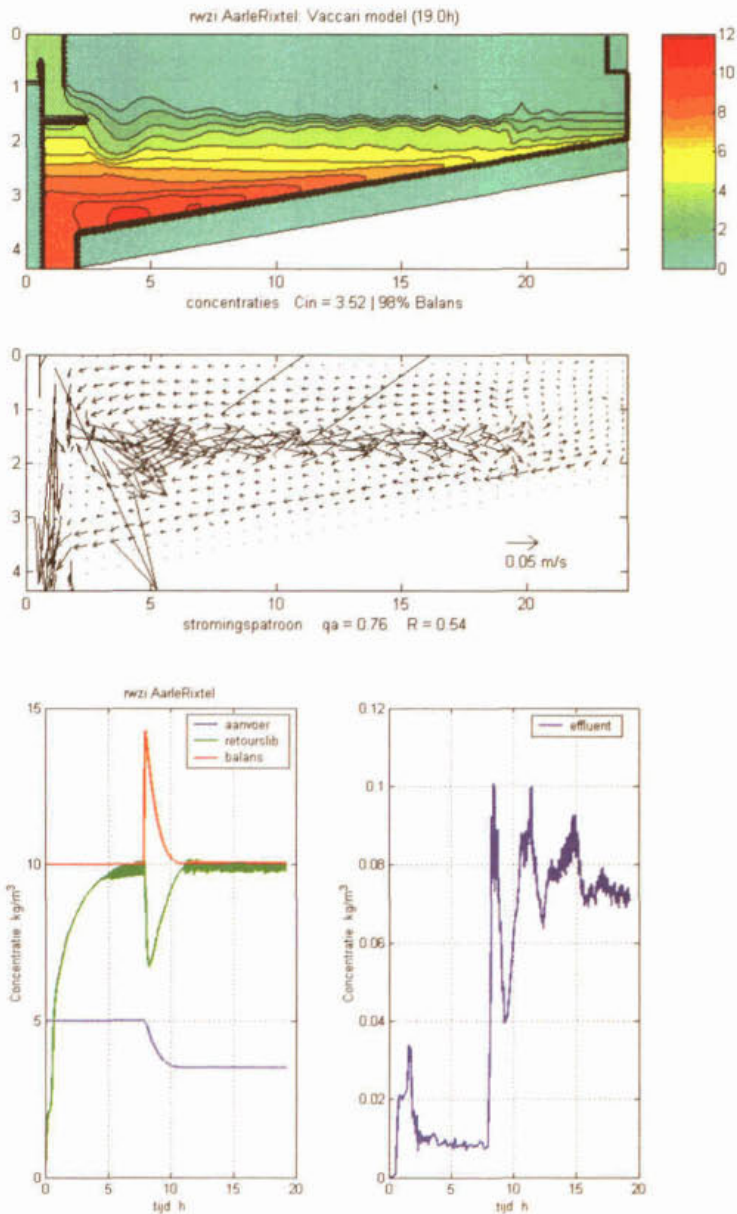 rwzi AarleRixtel: Vaccari model (19.0h)
0
1
2
3
4
0 5 10 15 20
12
10
8
6
4
2
0
concentraties Cin = 3.52 | 98% Balans
0
1
2
3
4
0.05 m/s
0 5 10 15 20
stromingspatroon qa = 0.76 R = 0.54
rwzi AarleRixtel
15
10
5
0
Concentratie kg/m³
aanvoer
retourslib
balans
0 5 10 15 20
tijd h
0.12
0.1
0.08
0.06
0.04
0.02
0
Concentratie kg/m³
effluent
0 5 10 15 20
tijd h